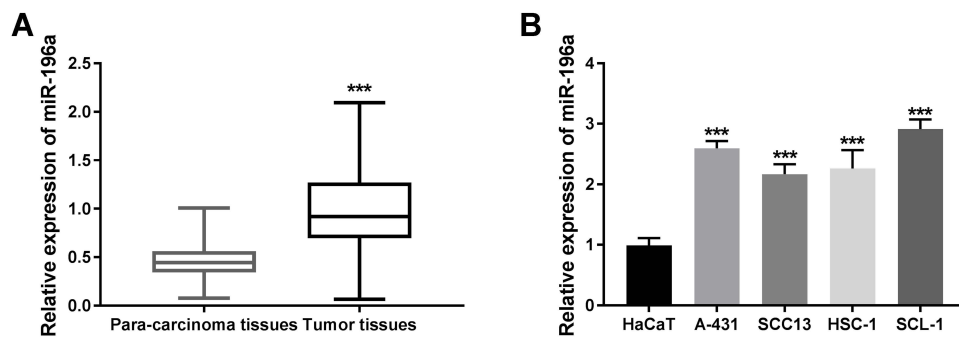 A
Relative expression of miR-196a
2.5
2.0
1.5
1.0
0.5
0.0
***
Para-carcinoma tissues Tumor tissues
B
Relative expression of miR-196a
4
3
2
1
0
***
***
***
***
HaCaT A-431 SCC13 HSC-1 SCL-1